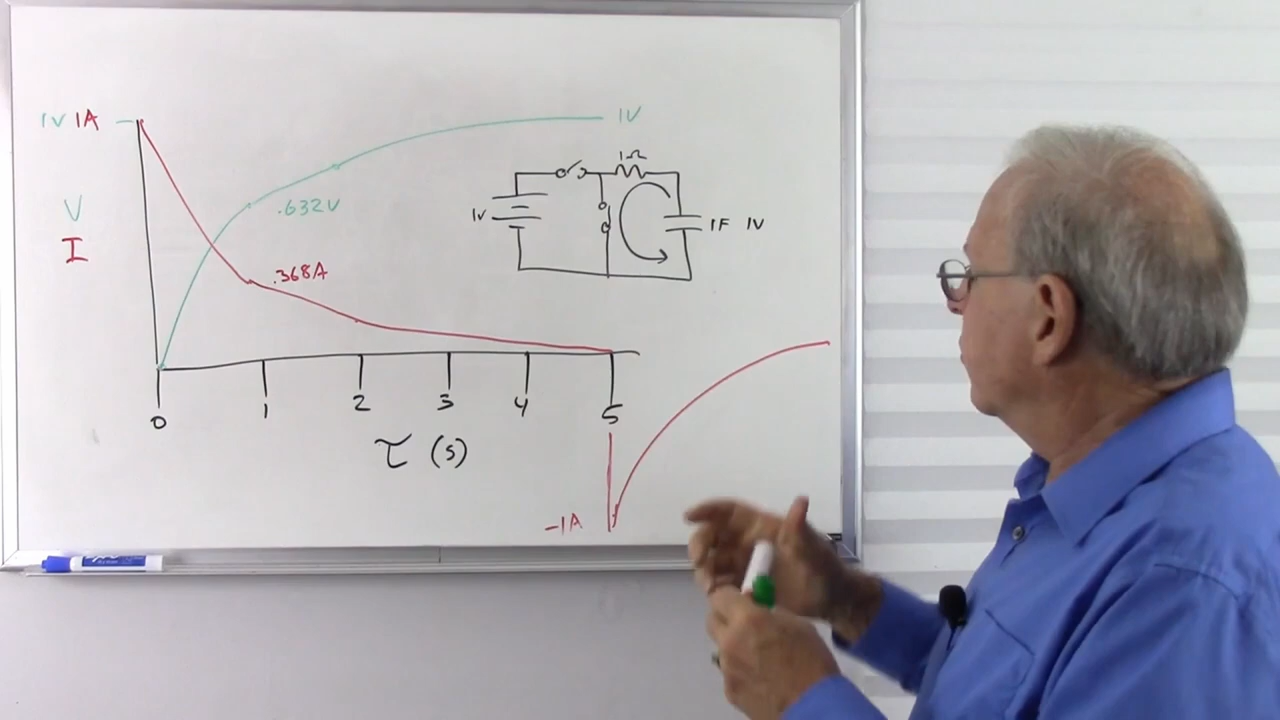 1V 1A
1V
V
.632V
I
.368A
1Ω
1V
1F 1V
0 1 2 3 4 5
τ (s)
-1A